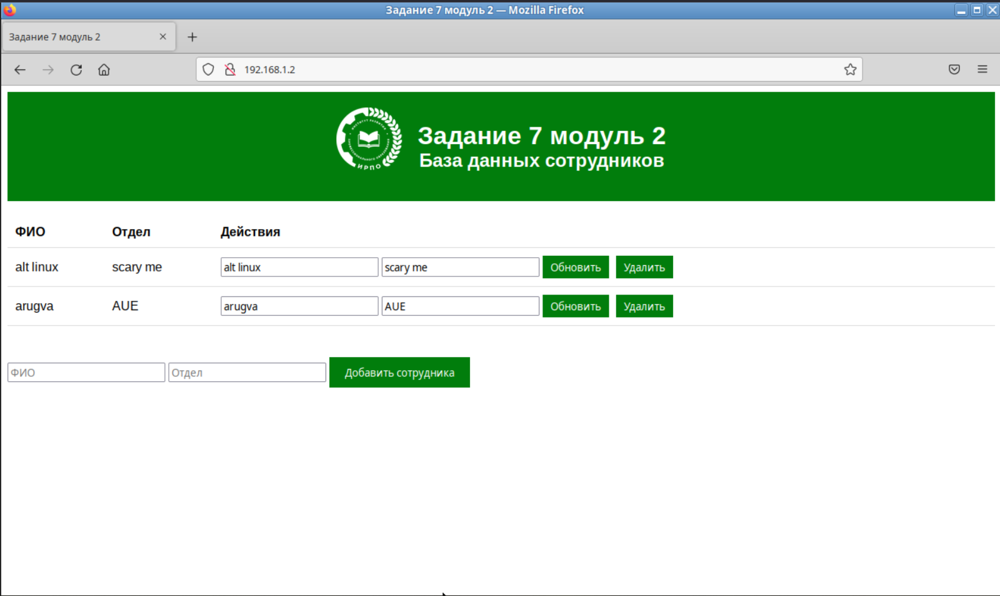 Задание 7 модуль 2 — Mozilla Firefox
Задание 7 модуль 2
192.168.1.2
Задание 7 модуль 2
База данных сотрудников
ИРПО
ФИО Отдел Действия
alt linux scary me alt linux scary me Обновить Удалить
arugva AUE arugva AUE Обновить Удалить
ФИО Отдел Добавить сотрудника